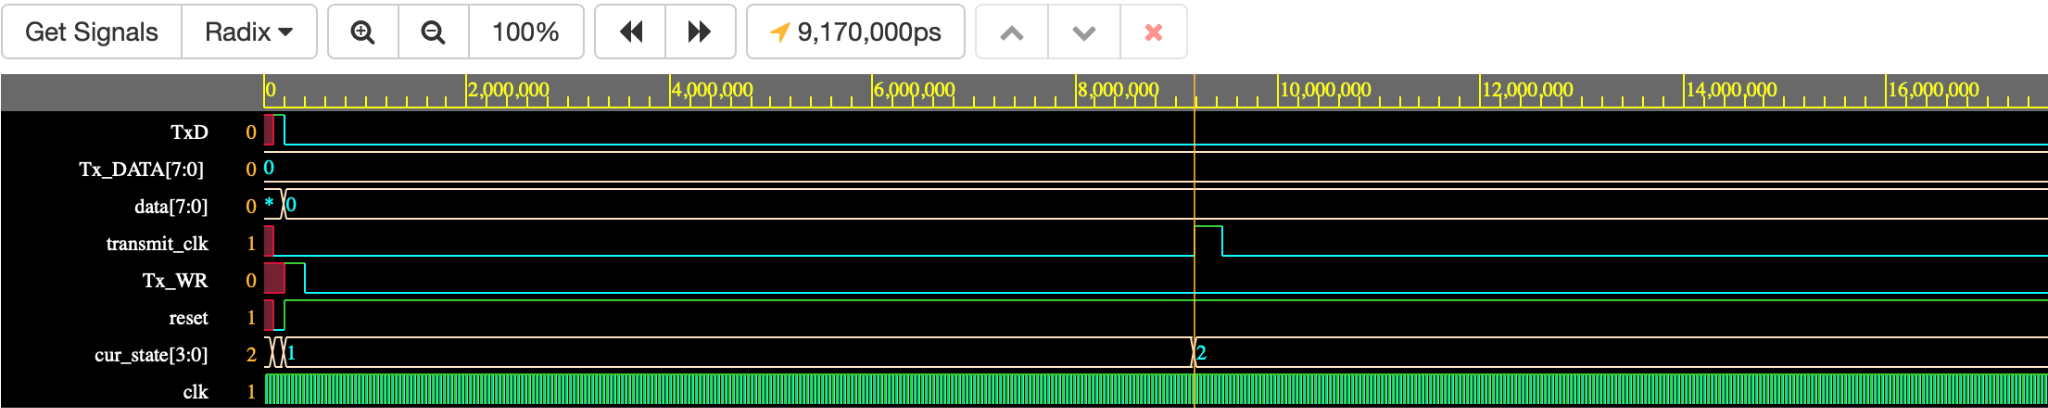 Get Signals Radix 100% 9,170,000ps
0 2,000,000 4,000,000 6,000,000 8,000,000 10,000,000 12,000,000 14,000,000 16,000,000
TxD 0
Tx_DATA[7:0] 0 0
data[7:0] 0 * 0
transmit_clk 1
Tx_WR 0
reset 1
cur_state[3:0] 2 1 2
clk 1